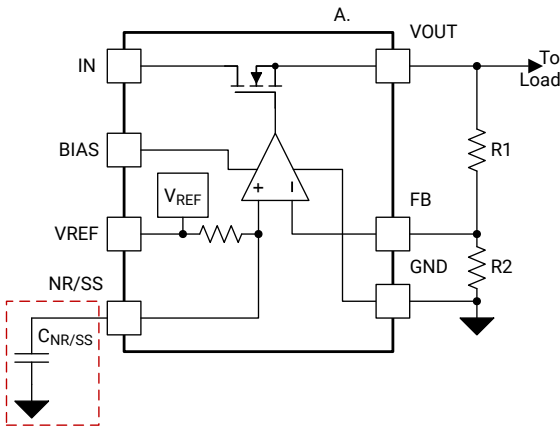 A.
VOUT
IN
To
Load
BIAS
R1
+ −
VREF
FB
VREF
GND
R2
NR/SS
CNR/SS